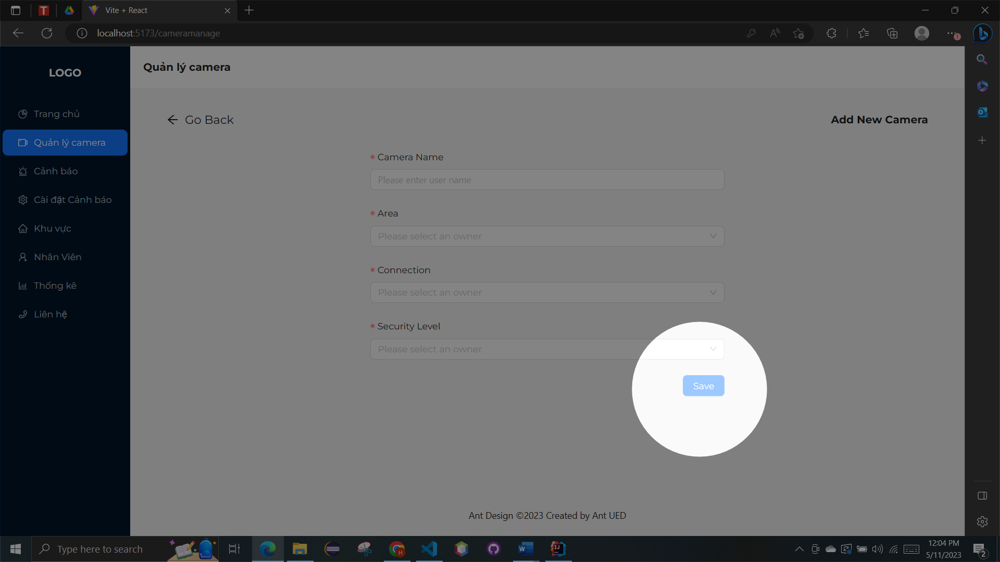 Vite + React
localhost:5173/cameramanage
LOGO
Trang chủ
Quản lý camera
Cảnh báo
Cài đặt Cảnh báo
Khu vực
Nhân Viên
Thống kê
Liên hệ
Quản lý camera
Go Back
Add New Camera
* Camera Name
Please enter user name
* Area
Please select an owner
* Connection
Please select an owner
* Security Level
Please select an owner
Save
Ant Design ©2023 Created by Ant UED
Type here to search
12:04 PM
5/11/2023
2